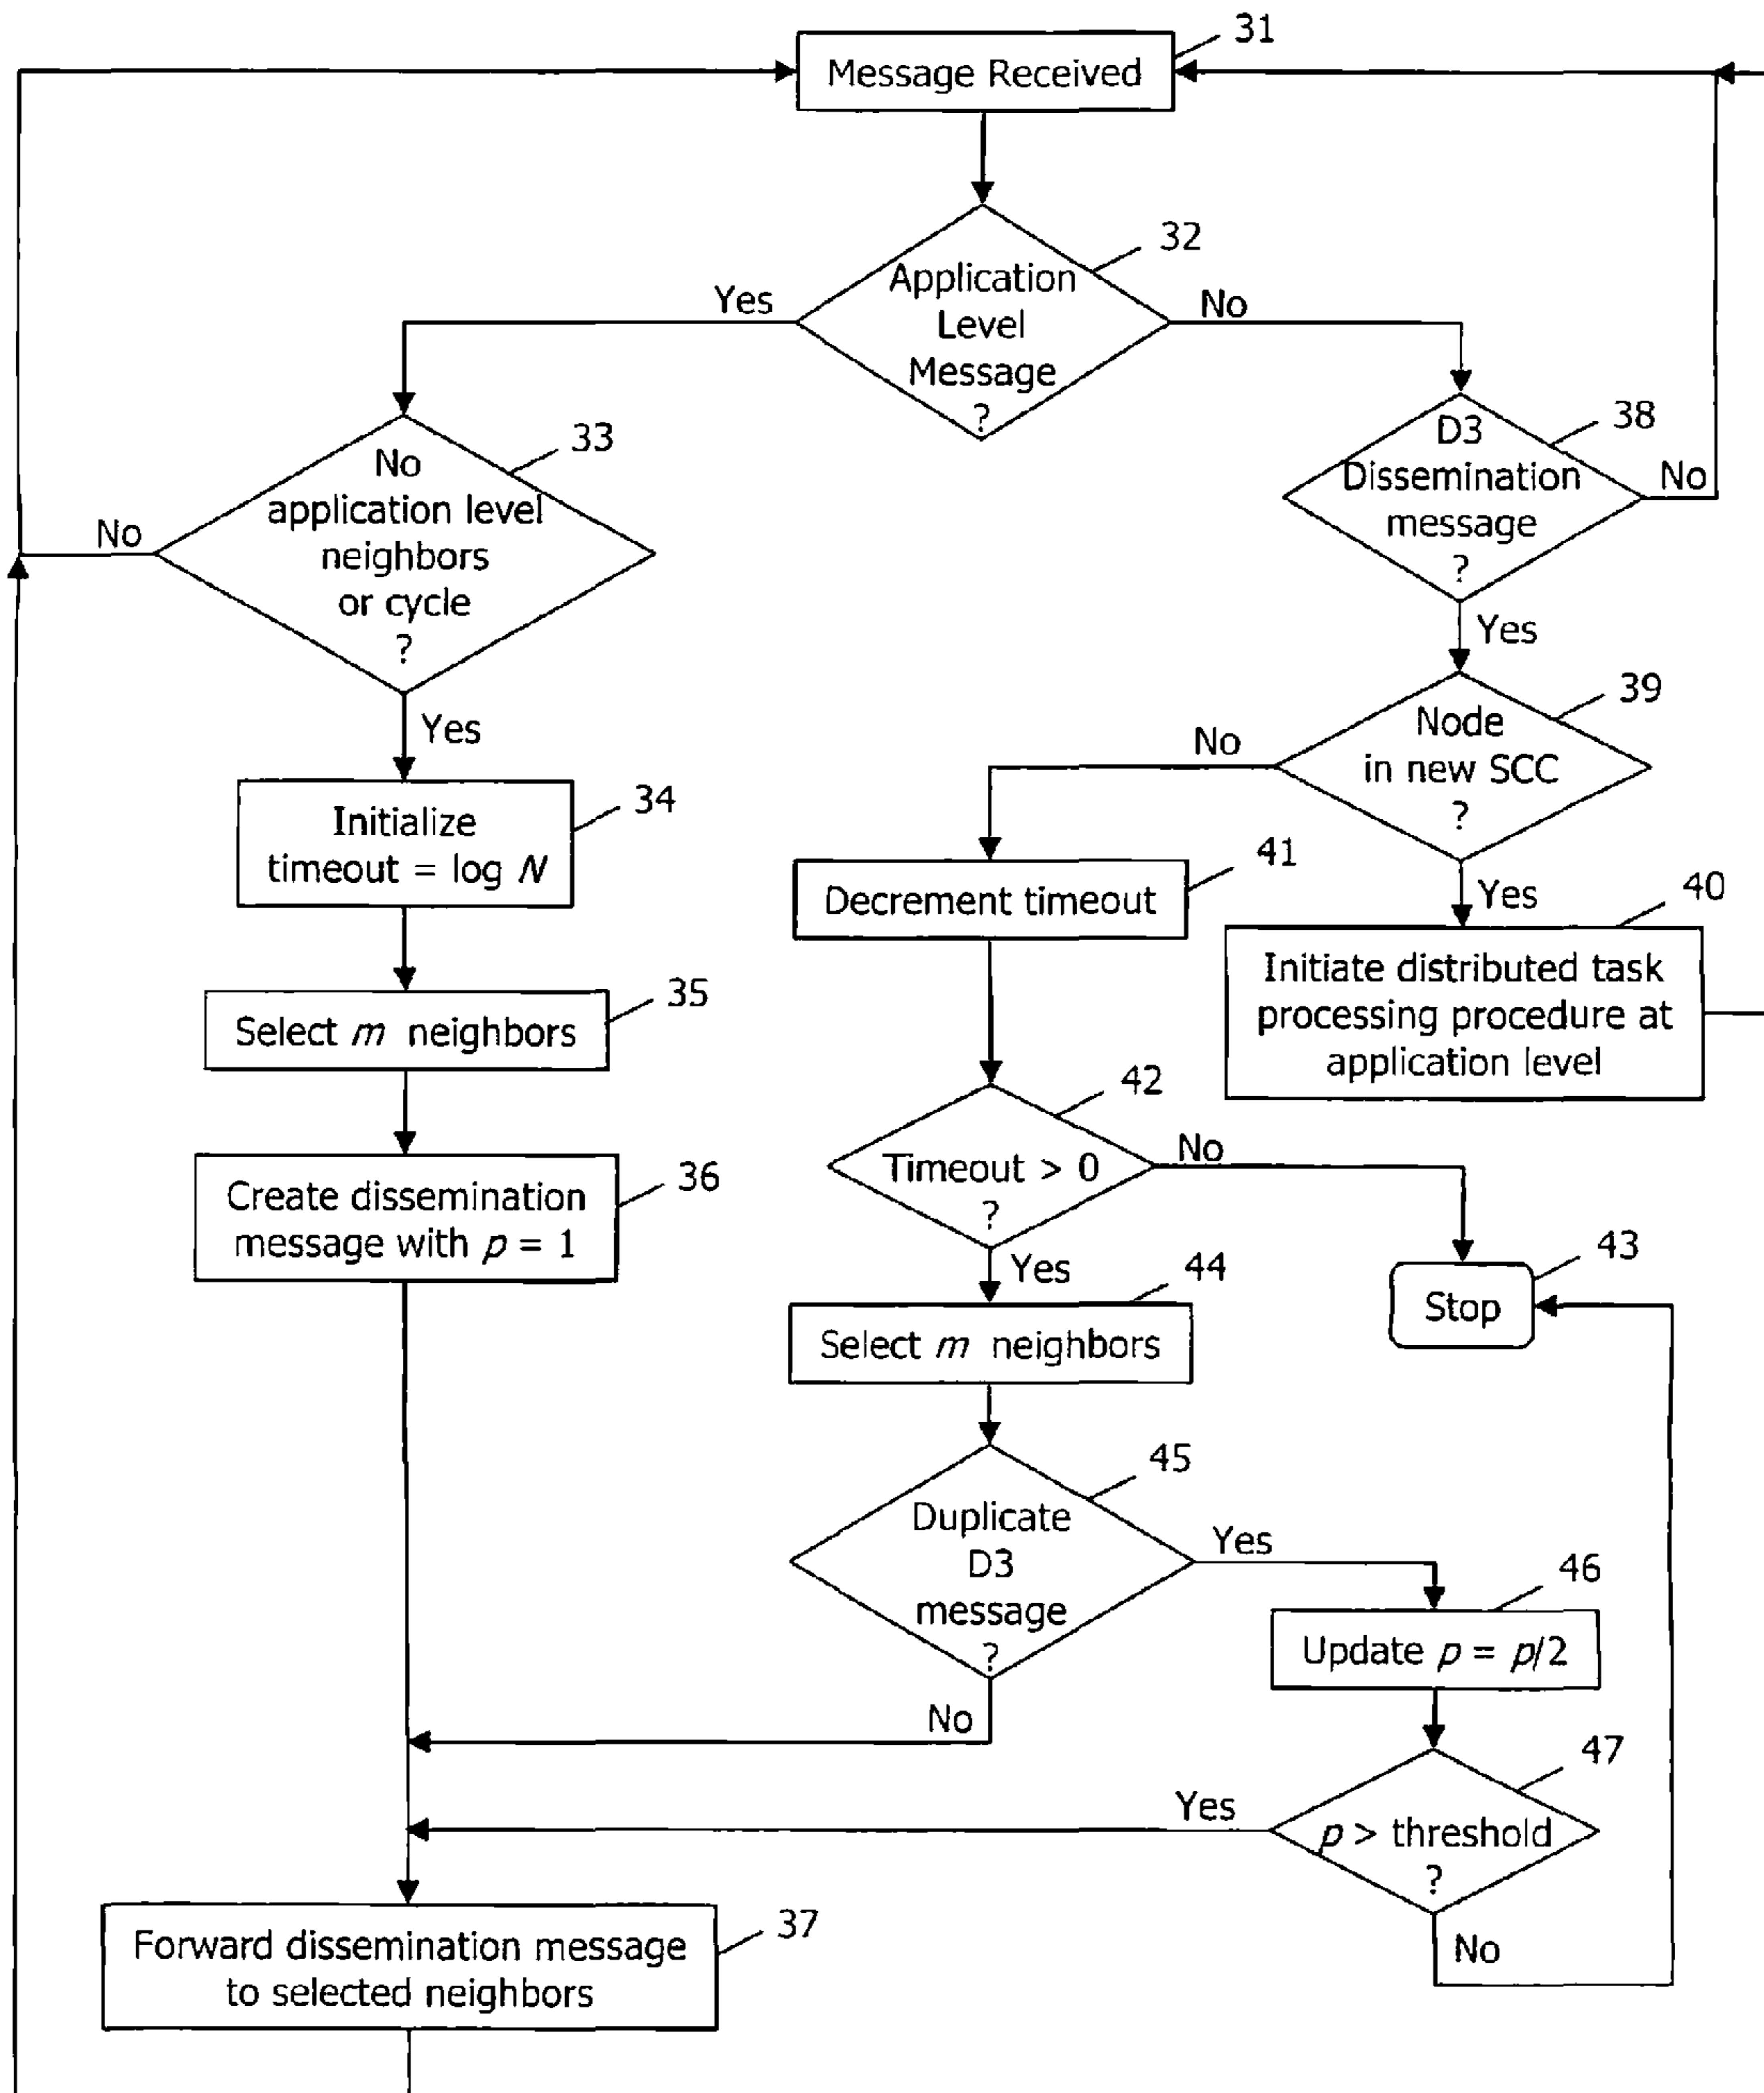 31
Message Received
32
Application
Level
Message
?
Yes
No
33
No
application level
neighbors
or cycle
?
No
Yes
38
D3
Dissemination
message
?
No
Yes
39
Node
in new SCC
?
No
Yes
34
Initialize
timeout = log N
35
Select m neighbors
36
Create dissemination
message with p = 1
40
Initiate distributed task
processing procedure at
application level
41
Decrement timeout
42
Timeout > 0
?
No
Yes
43
Stop
44
Select m neighbors
45
Duplicate
D3
message
?
Yes
No
46
Update p = p/2
47
p > threshold
?
Yes
No
37
Forward dissemination message
to selected neighbors